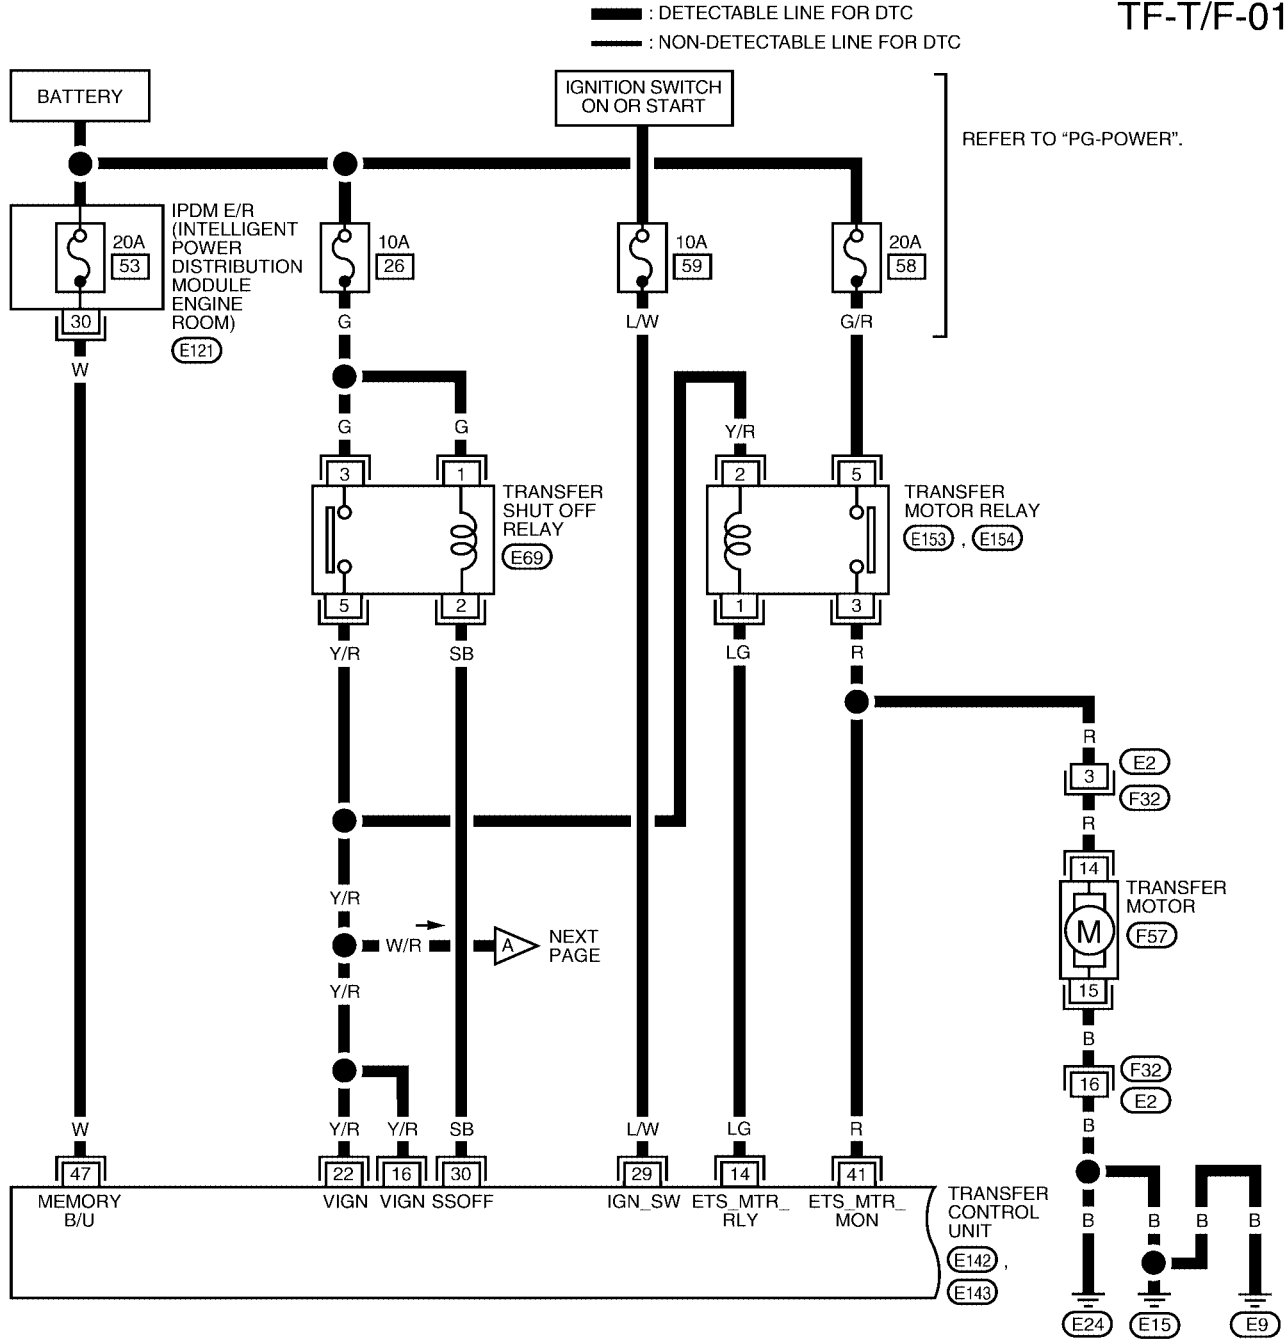 : DETECTABLE LINE FOR DTC
TF-T/F-01
: NON-DETECTABLE LINE FOR DTC
BATTERY
IGNITION SWITCH
ON OR START
REFER TO “PG-POWER”.
IPDM E/R
(INTELLIGENT
POWER
DISTRIBUTION
MODULE
ENGINE
ROOM)
E121
20A
53
10A
26
10A
59
20A
58
30
G
L/W
G/R
W
G
G
Y/R
3
1
2
5
TRANSFER
SHUT OFF
RELAY
E69
TRANSFER
MOTOR RELAY
E153 , E154
5
2
1
3
Y/R
SB
LG
R
R
3
E2
F32
R
14
TRANSFER
MOTOR
F57
M
15
Y/R
W/R
A
NEXT
PAGE
Y/R
B
16
F32
E2
B
W
Y/R
Y/R
SB
L/W
LG
R
47
22
16
30
29
14
41
MEMORY
B/U
VIGN
VIGN
SSOFF
IGN_SW
ETS_MTR_
RLY
ETS_MTR_
MON
TRANSFER
CONTROL
UNIT
E142 ,
E143
B
B
B
B
E24
E15
E9